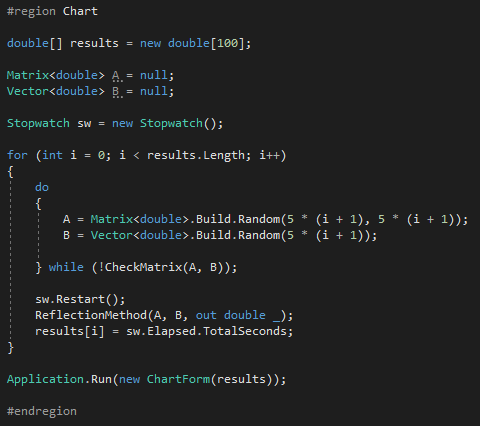 #region Chart
double[] results = new double[100];
Matrix<double> A = null;
Vector<double> B = null;
Stopwatch sw = new Stopwatch();
for (int i = 0; i < results.Length; i++)
{
do
{
A = Matrix<double>.Build.Random(5 * (i + 1), 5 * (i + 1));
B = Vector<double>.Build.Random(5 * (i + 1));
} while (!CheckMatrix(A, B));
sw.Restart();
ReflectionMethod(A, B, out double _);
results[i] = sw.Elapsed.TotalSeconds;
}
Application.Run(new ChartForm(results));
#endregion